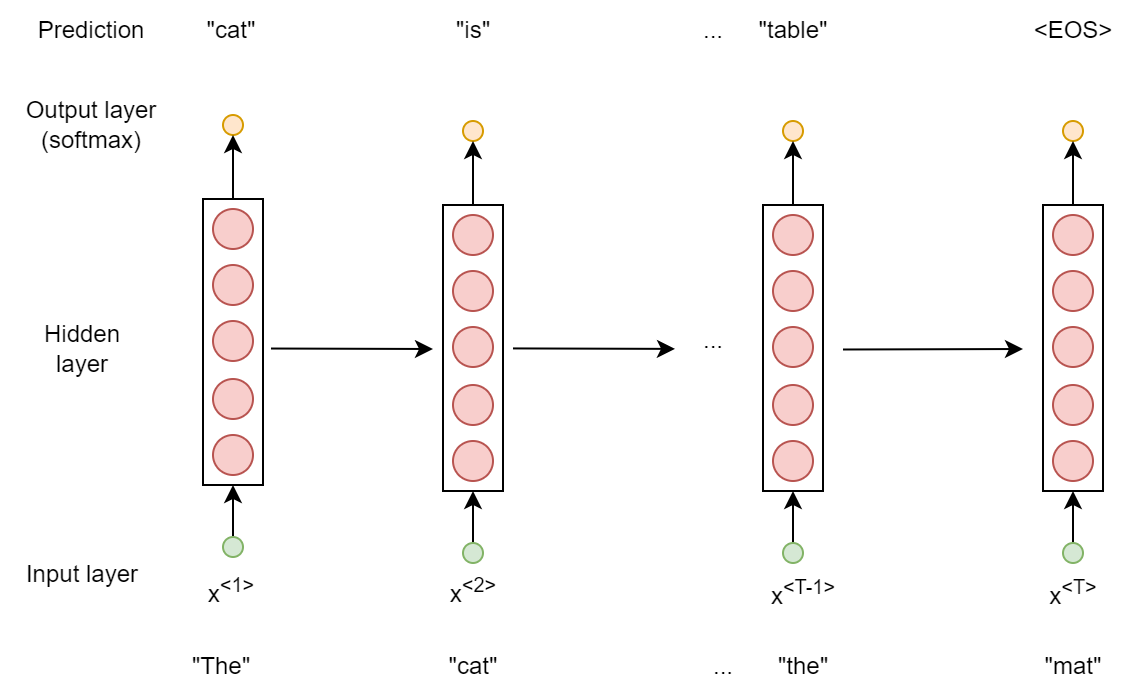 Prediction "cat" "is" ... "table" <EOS>
Output layer
(softmax)
Hidden
layer
...
Input layer
x<1> x<2> x<T-1> x<T>
"The" "cat" ... "the" "mat"